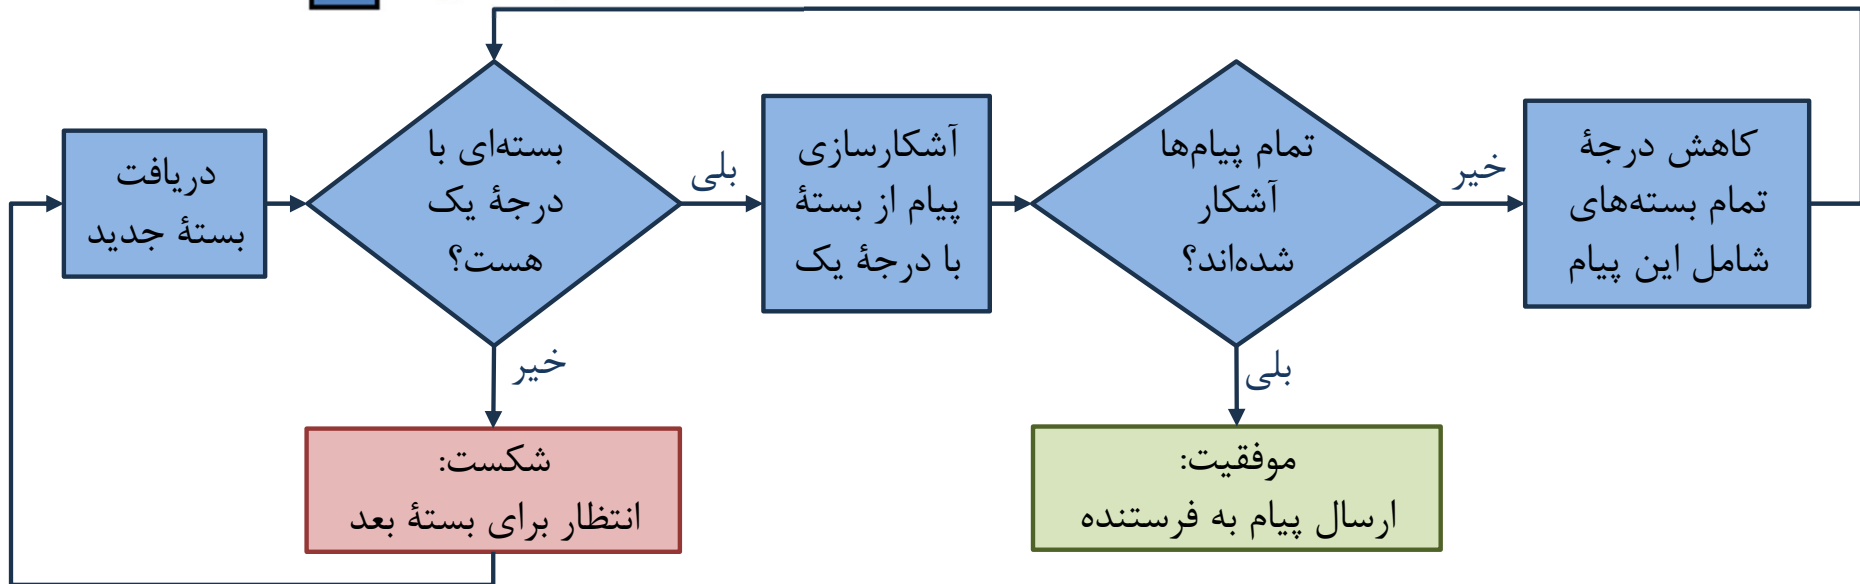 دریافت
بستهٔ جدید
بسته‌ای با
درجهٔ یک
هست؟
بلی
آشکارسازی
پیام از بستهٔ
با درجهٔ یک
تمام پیام‌ها
آشکار
شده‌اند؟
خیر
کاهش درجهٔ
تمام بسته‌های
شامل این پیام
خیر
شکست:
انتظار برای بستهٔ بعد
بلی
موفقیت:
ارسال پیام به فرستنده